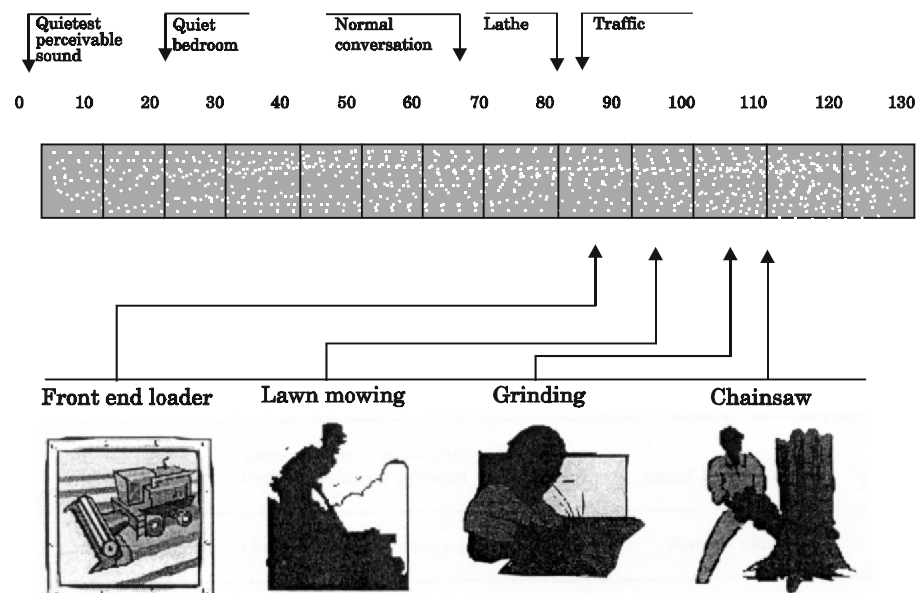 Quietest
perceivable
sound
Quiet
bedroom
Normal
conversation
Lathe
Traffic
0 10 20 30 40 50 60 70 80 90 100 110 120 130
Front end loader
Lawn mowing
Grinding
Chainsaw